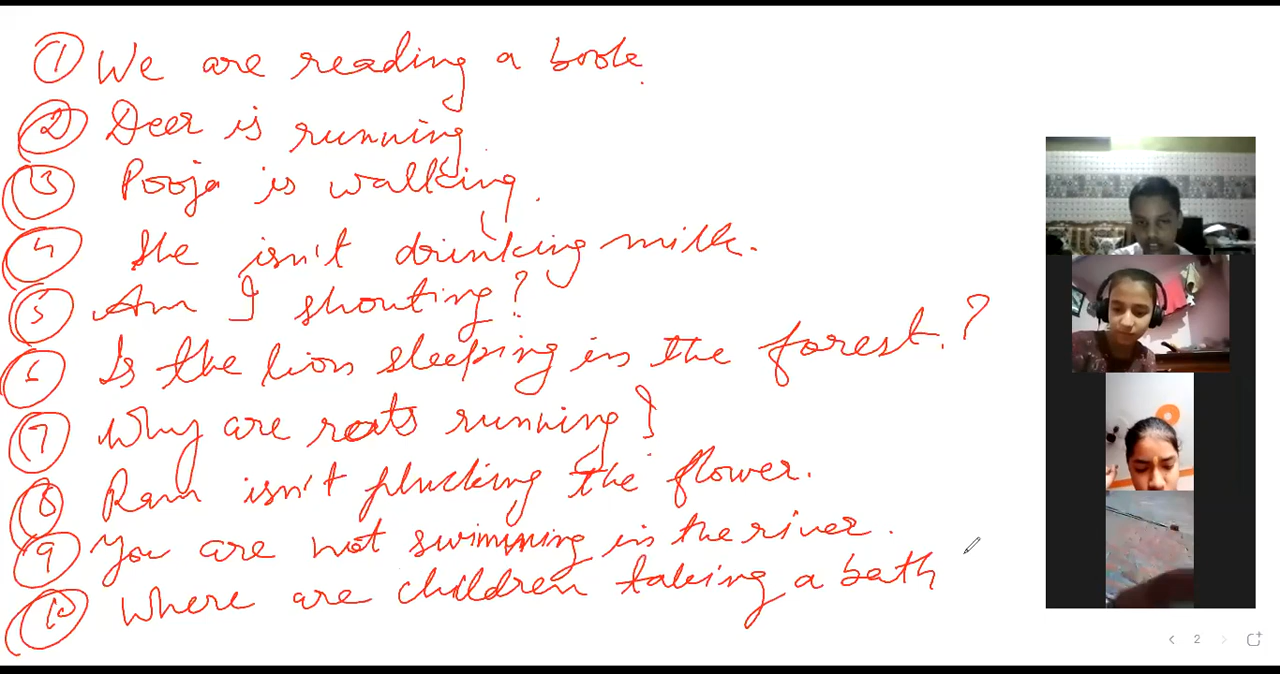 ① We are reading a book.
② Deer is running.
③ Pooja is walking.
④ She isn't drinking milk.
⑤ Am I shouting?
⑥ Is the lion sleeping in the forest.?
⑦ Why are rats running?
⑧ Ram isn't plucking the flower.
⑨ You are not swimming in the river.
⑩ Where are children taking a bath
2